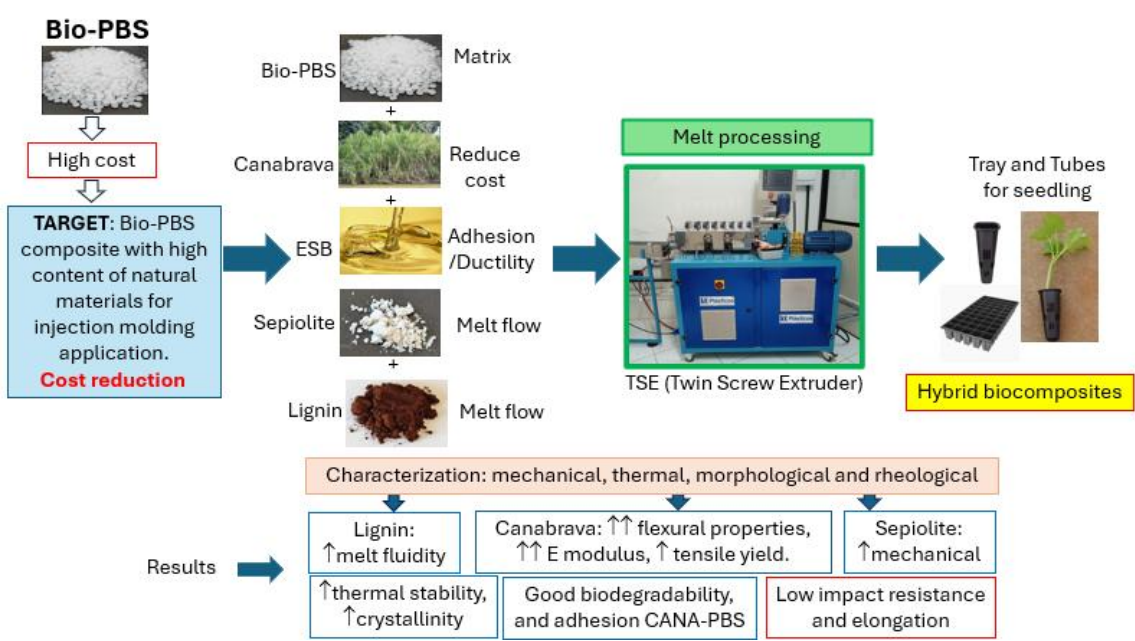 Bio-PBS
High cost
TARGET: Bio-PBS
composite with high
content of natural
materials for
injection molding
application.
Cost reduction
Bio-PBS
Matrix
+
Canabrava
Reduce
cost
+
ESB
Adhesion
/Ductility
Sepiolite
Melt flow
+
Lignin
Melt flow
Melt processing
TSE (Twin Screw Extruder)
Tray and Tubes
for seedling
Hybrid biocomposites
Characterization: mechanical, thermal, morphological and rheological
Results
Lignin:
↑melt fluidity
Canabrava: ↑↑ flexural properties,
↑↑ E modulus, ↑ tensile yield.
Sepiolite:
↑mechanical
↑thermal stability,
↑crystallinity
Good biodegradability,
and adhesion CANA-PBS
Low impact resistance
and elongation